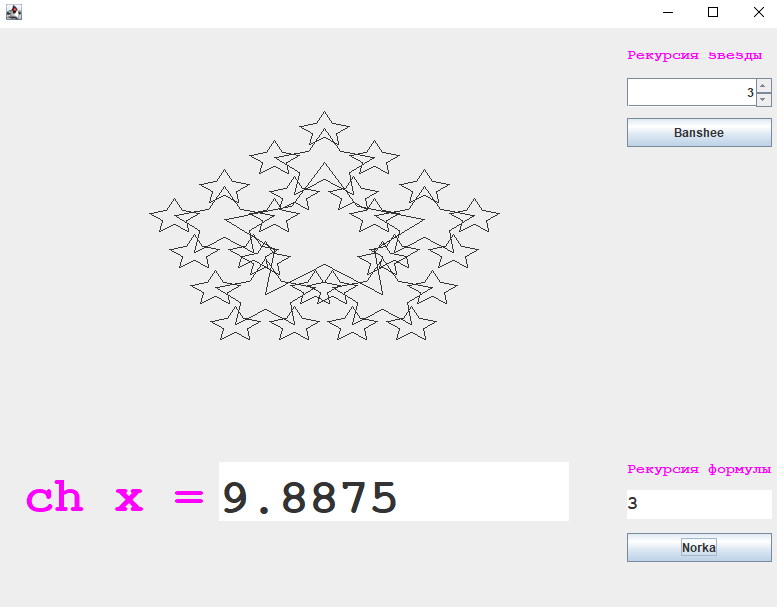 Рекурсия звезды
3
Banshee
Рекурсия формулы
ch x = 9.8875
3
Norka